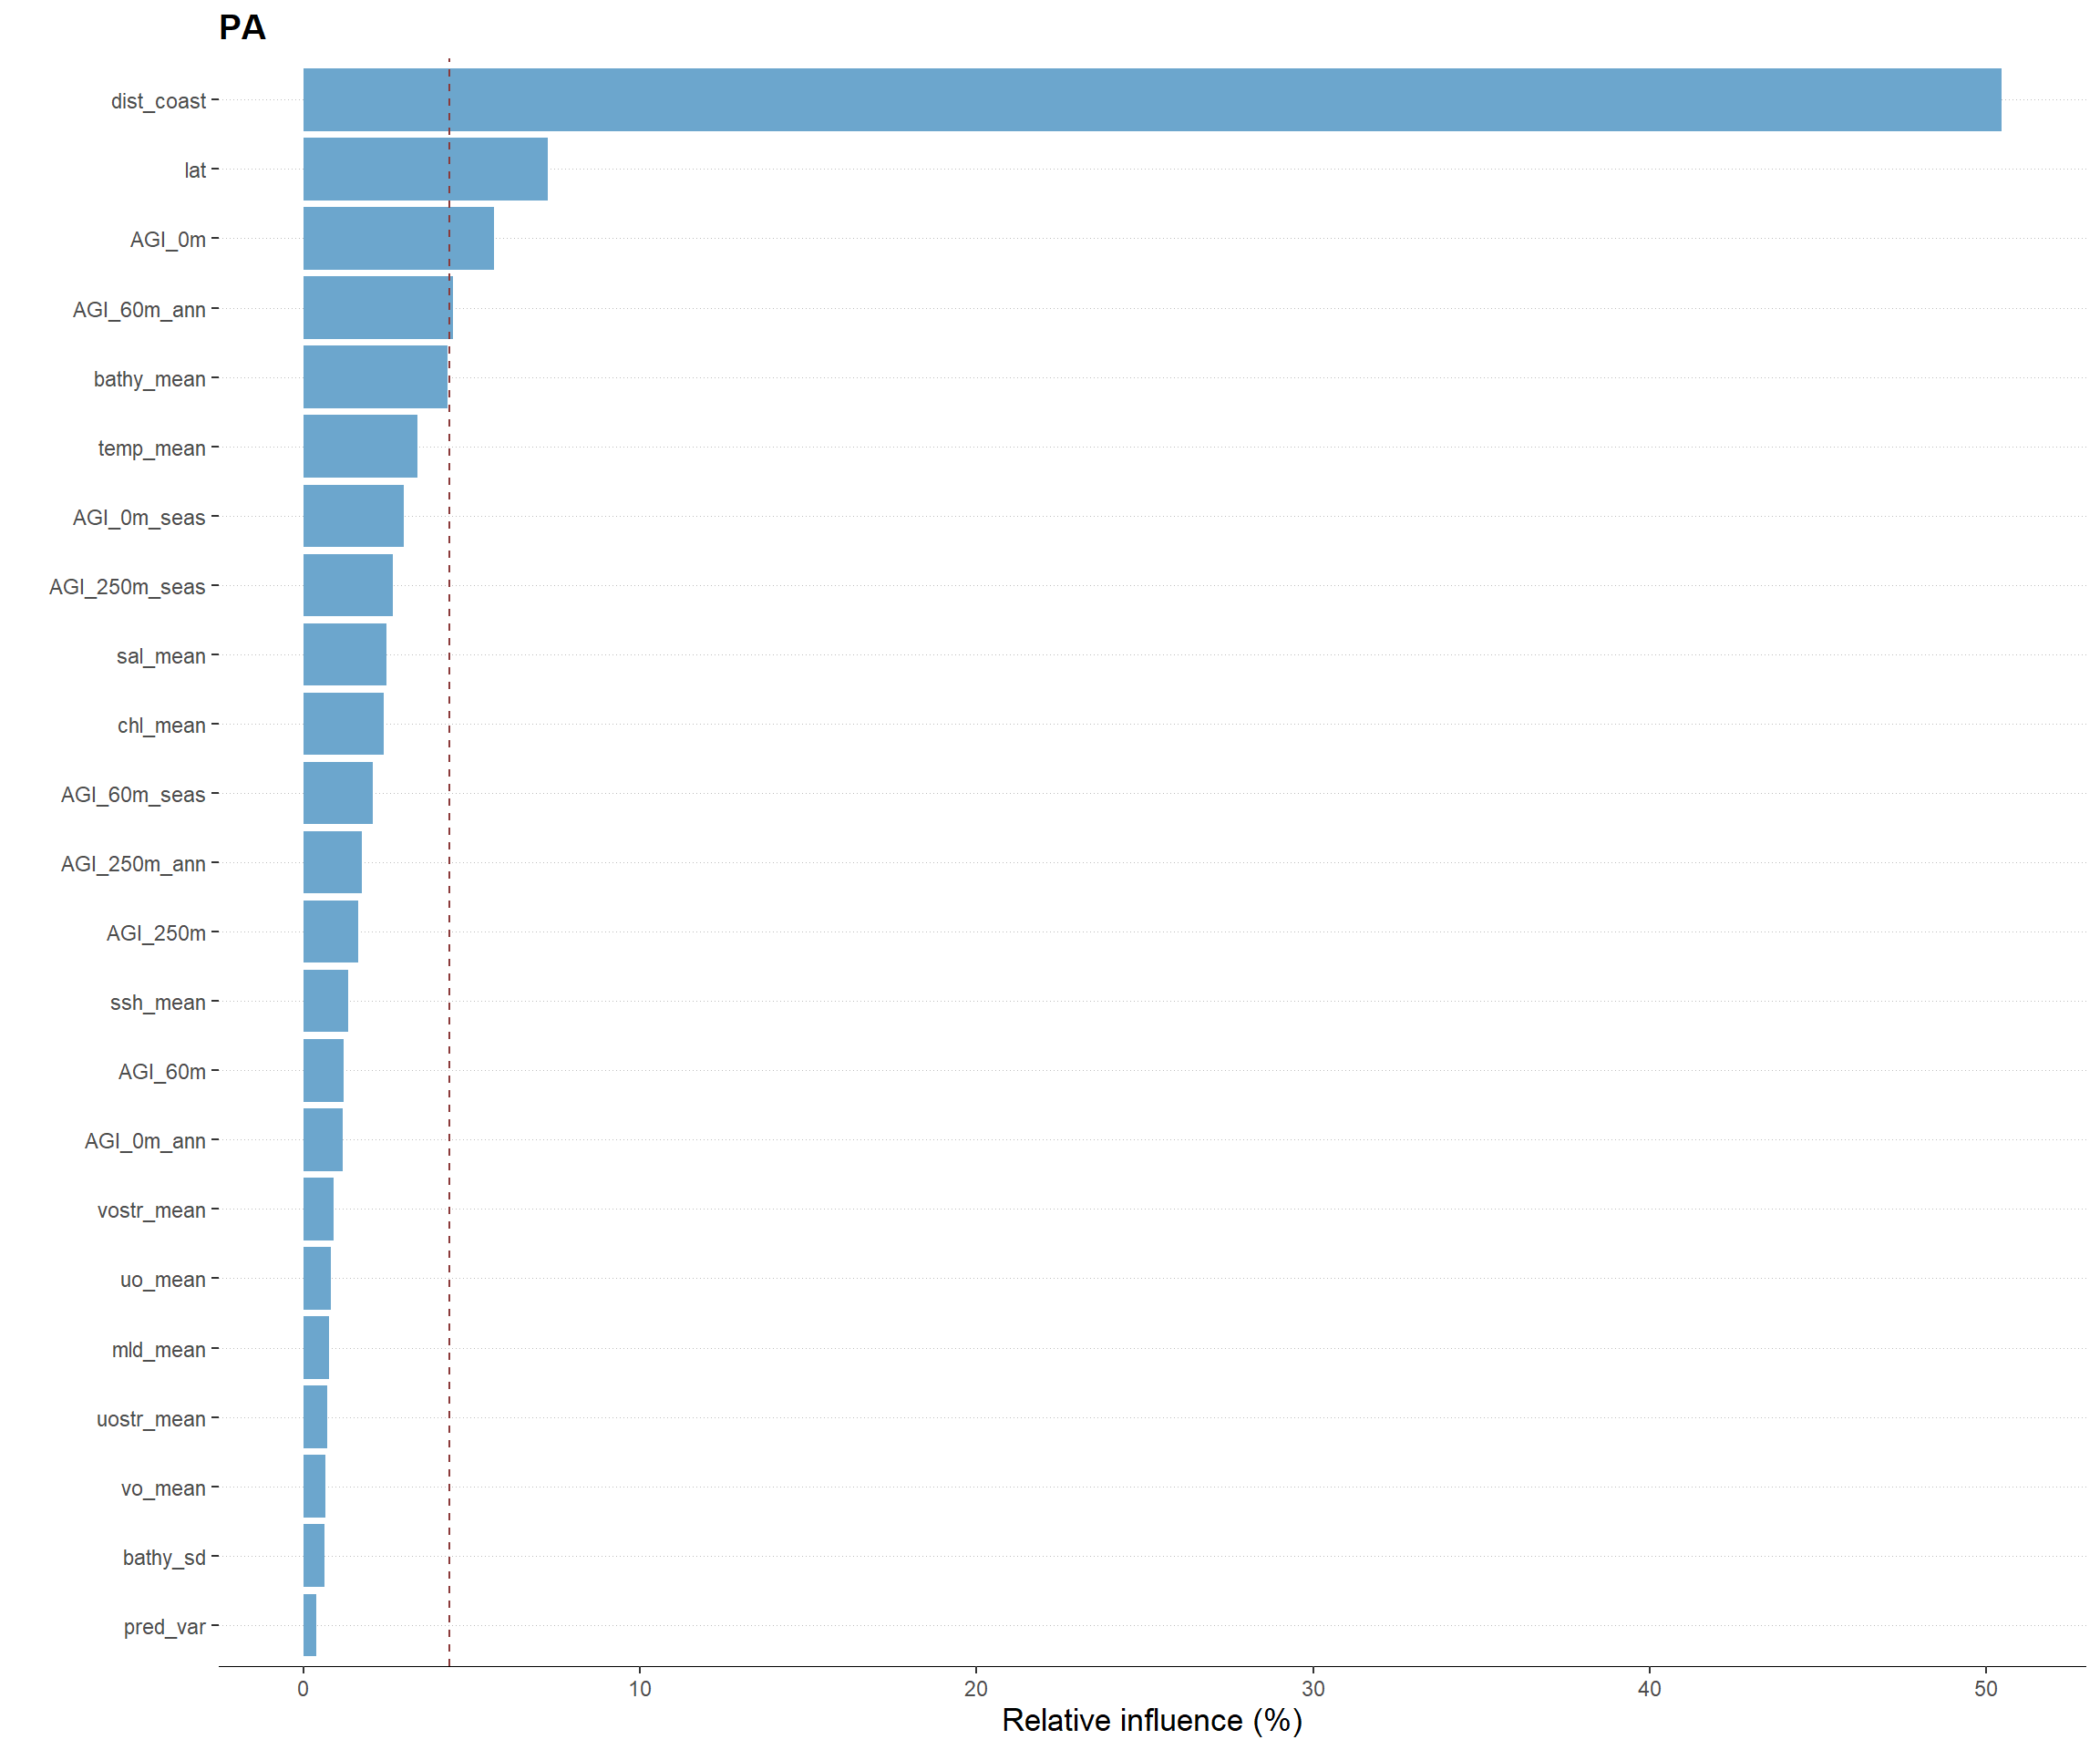 PA
dist_coast
lat
AGI_0m
AGI_60m_ann
bathy_mean
temp_mean
AGI_0m_seas
AGI_250m_seas
sal_mean
chl_mean
AGI_60m_seas
AGI_250m_ann
AGI_250m
ssh_mean
AGI_60m
AGI_0m_ann
vostr_mean
uo_mean
mld_mean
uostr_mean
vo_mean
bathy_sd
pred_var
0 10 20 30 40 50
Relative influence (%)